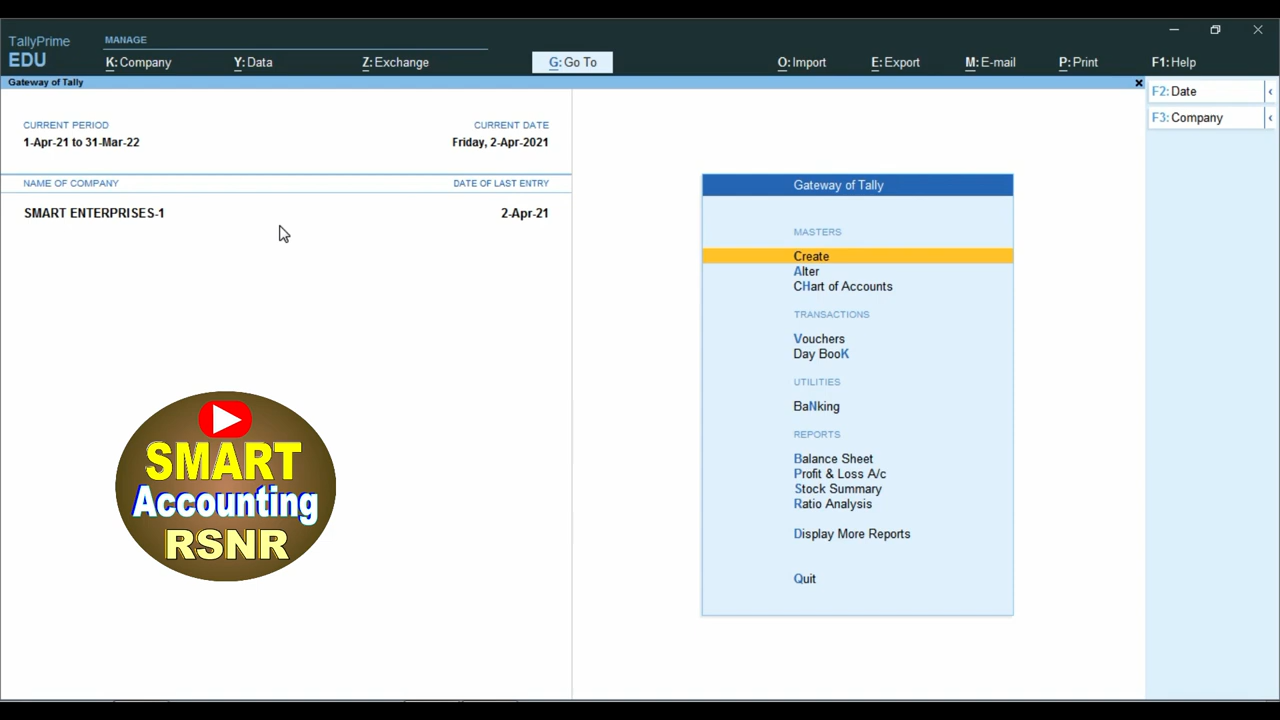 TallyPrime
EDU
MANAGE
K: Company
Y: Data
Z: Exchange
G: Go To
O: Import
E: Export
M: E-mail
P: Print
F1: Help
Gateway of Tally
F2: Date
F3: Company
CURRENT PERIOD
CURRENT DATE
1-Apr-21 to 31-Mar-22
Friday, 2-Apr-2021
NAME OF COMPANY
DATE OF LAST ENTRY
SMART ENTERPRISES-1
2-Apr-21
Gateway of Tally
MASTERS
Create
Alter
CHart of Accounts
TRANSACTIONS
Vouchers
Day BooK
UTILITIES
BaNking
REPORTS
Balance Sheet
Profit & Loss A/c
Stock Summary
Ratio Analysis
Display More Reports
Quit
SMART
Accounting
RSNR